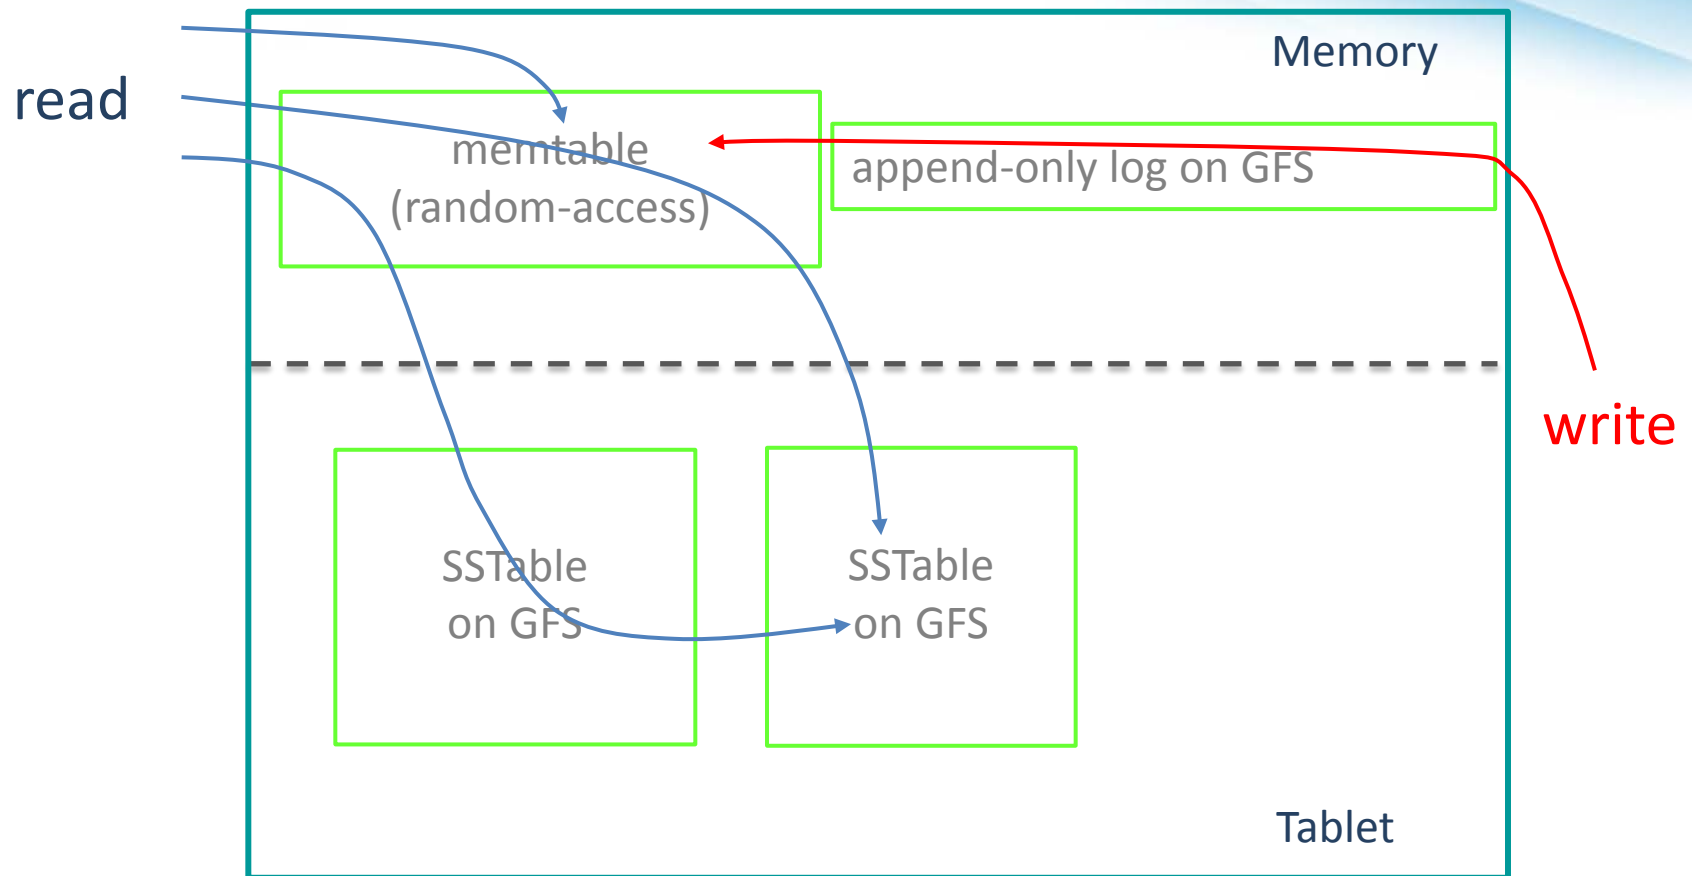 Memory
read
memtable
(random-access)
append-only log on GFS
write
SSTable
on GFS
SSTable
on GFS
Tablet